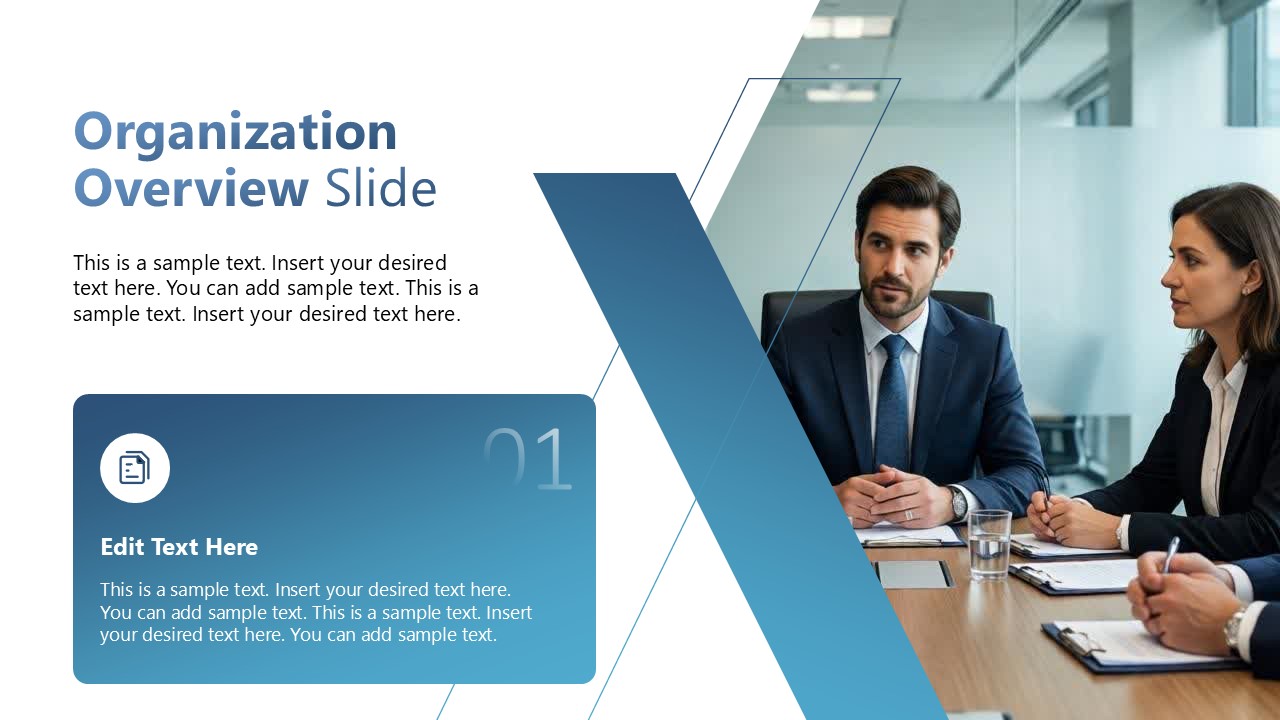 Organization
Overview Slide
This is a sample text. Insert your desired
text here. You can add sample text. This is a
sample text. Insert your desired text here.
01
Edit Text Here
This is a sample text. Insert your desired text here.
You can add sample text. This is a sample text. Insert
your desired text here. You can add sample text.